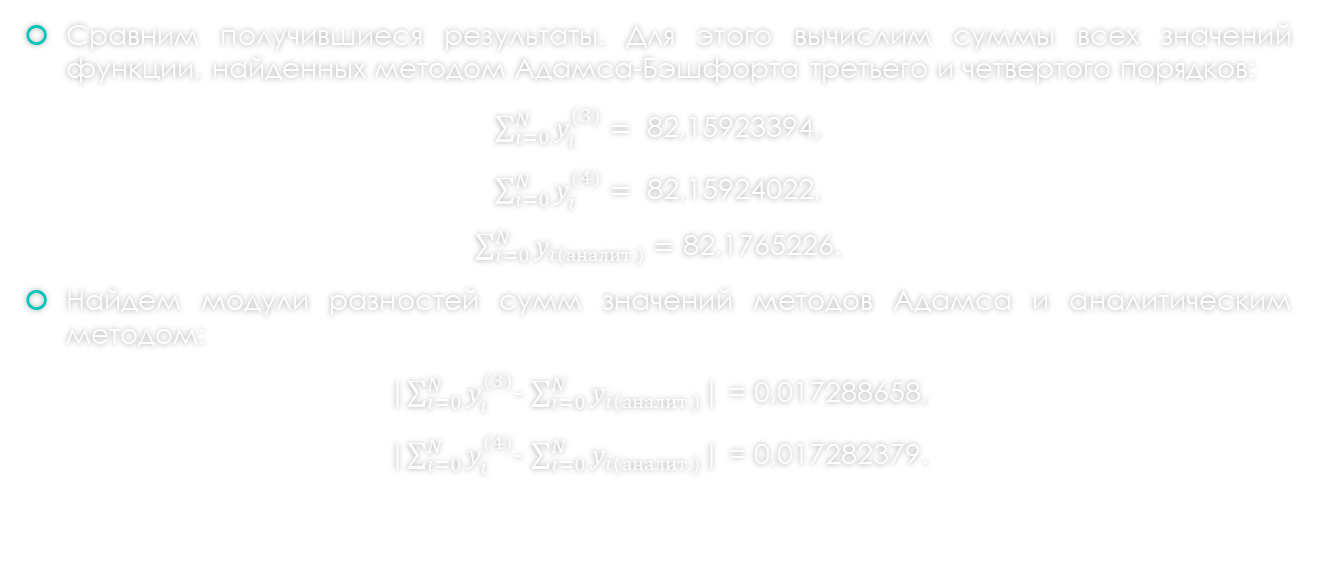 Сравним получившиеся результаты. Для этого вычислим суммы всех значений
функции, найденных методом Адамса-Бэшфорта третьего и четвертого порядков:
∑_{i=0}^{N} y_i^{(3)} = 82,15923394,
∑_{i=0}^{N} y_i^{(4)} = 82,15924022,
∑_{i=0}^{N} y_{i(аналит.)} = 82,1765226.
Найдем модули разностей сумм значений методов Адамса и аналитическим
методом:
|∑_{i=0}^{N} y_i^{(3)} - ∑_{i=0}^{N} y_{i(аналит.)}| = 0,017288658,
|∑_{i=0}^{N} y_i^{(4)} - ∑_{i=0}^{N} y_{i(аналит.)}| = 0,017282379.